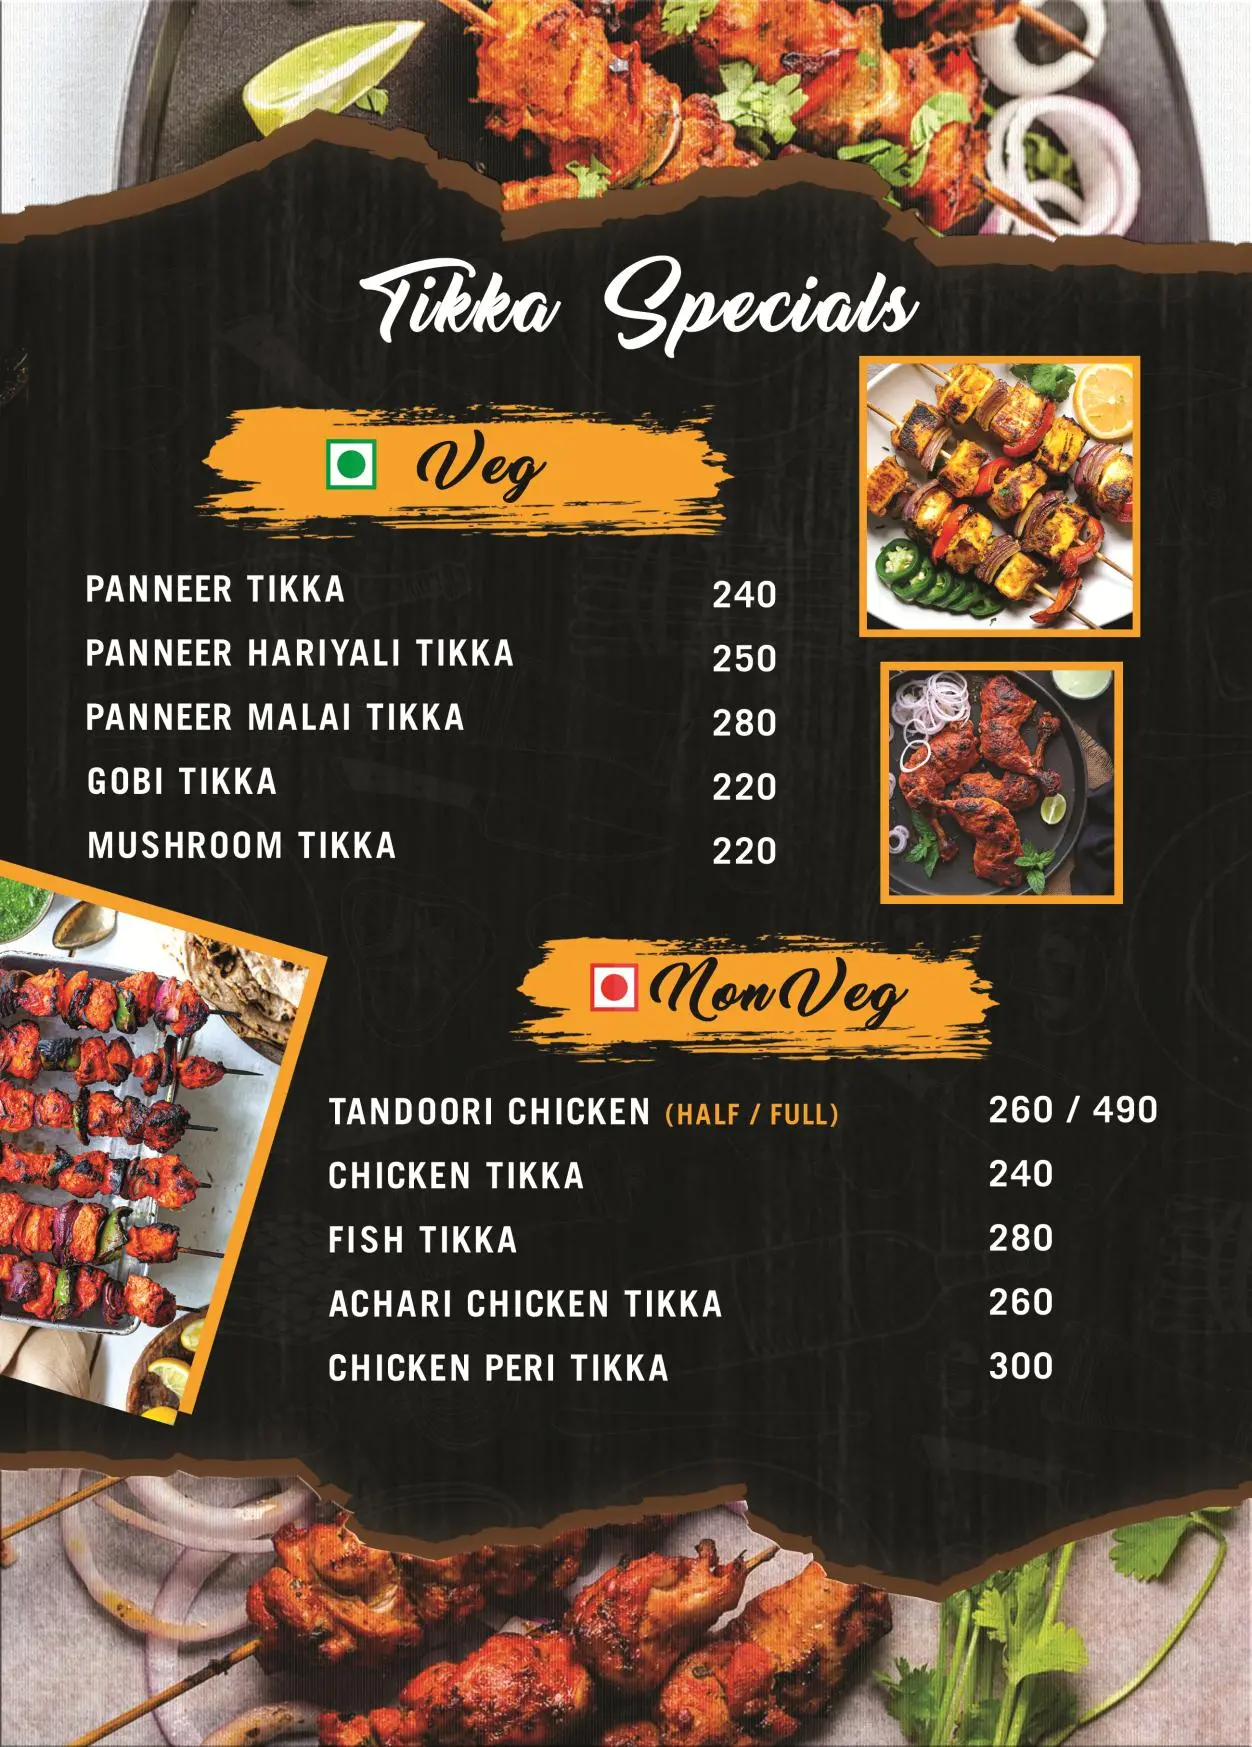 Tikka Specials
Veg
PANNEER TIKKA 240
PANNEER HARIYALI TIKKA 250
PANNEER MALAI TIKKA 280
GOBI TIKKA 220
MUSHROOM TIKKA 220
Non Veg
TANDOORI CHICKEN (HALF / FULL) 260 / 490
CHICKEN TIKKA 240
FISH TIKKA 280
ACHARI CHICKEN TIKKA 260
CHICKEN PERI TIKKA 300